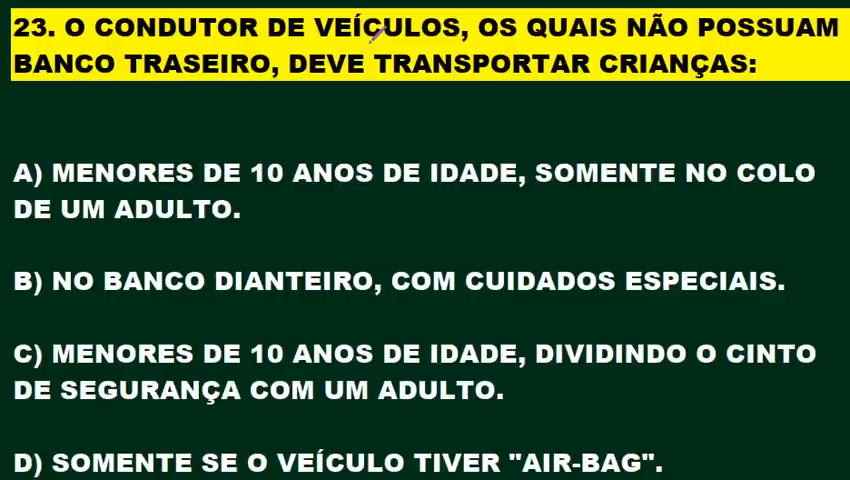 23. O CONDUTOR DE VEÍCULOS, OS QUAIS NÃO POSSUAM
BANCO TRASEIRO, DEVE TRANSPORTAR CRIANÇAS:
A) MENORES DE 10 ANOS DE IDADE, SOMENTE NO COLO
DE UM ADULTO.
B) NO BANCO DIANTEIRO, COM CUIDADOS ESPECIAIS.
C) MENORES DE 10 ANOS DE IDADE, DIVIDINDO O CINTO
DE SEGURANÇA COM UM ADULTO.
D) SOMENTE SE O VEÍCULO TIVER "AIR-BAG".